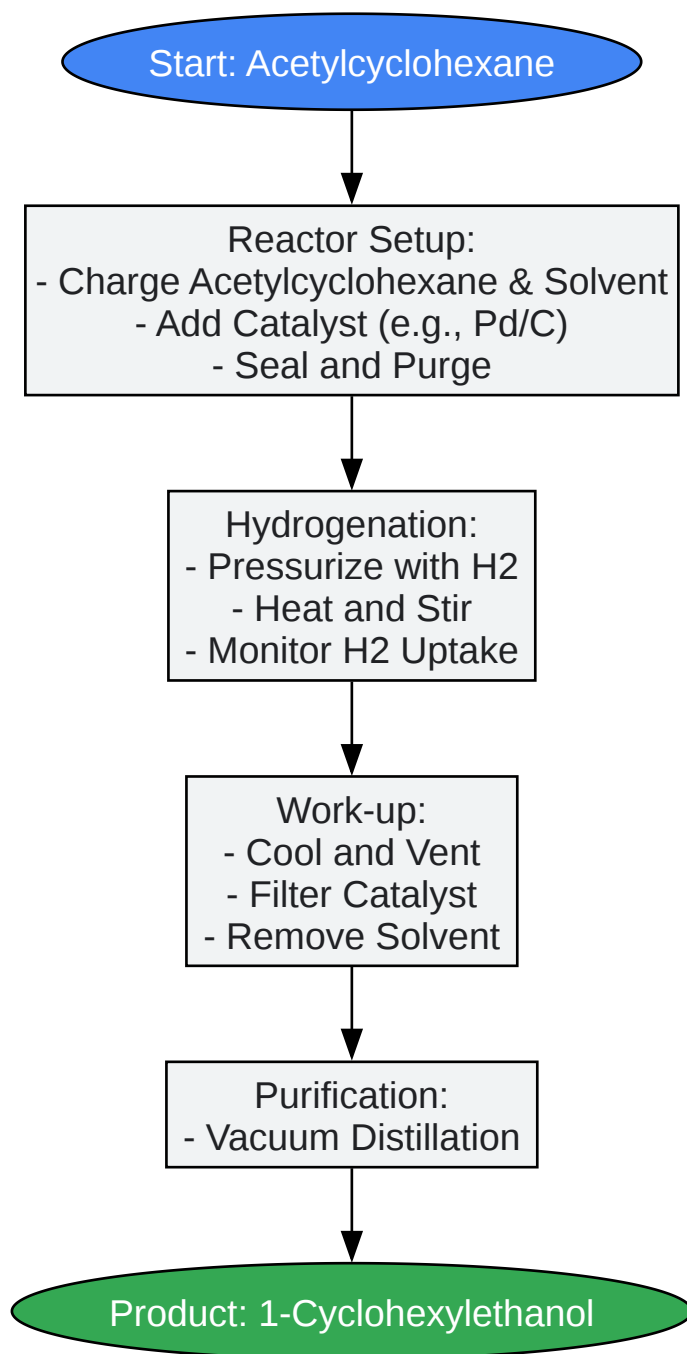 Start: Acetylcyclohexane
Reactor Setup:
- Charge Acetylcyclohexane & Solvent
- Add Catalyst (e.g., Pd/C)
- Seal and Purge
Hydrogenation:
- Pressurize with H2
- Heat and Stir
- Monitor H2 Uptake
Work-up:
- Cool and Vent
- Filter Catalyst
- Remove Solvent
Purification:
- Vacuum Distillation
Product: 1-Cyclohexylethanol